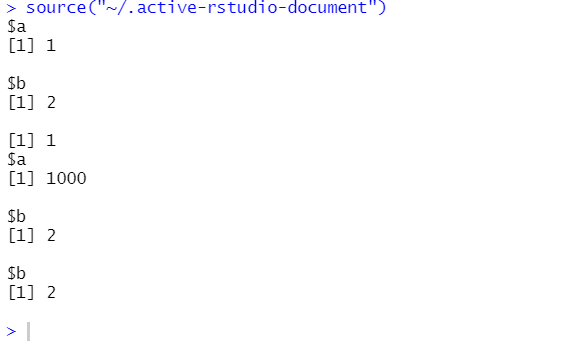 > source("~/.active-rstudio-document")
$a
[1] 1
$b
[1] 2
[1] 1
$a
[1] 1000
$b
[1] 2
$b
[1] 2
>